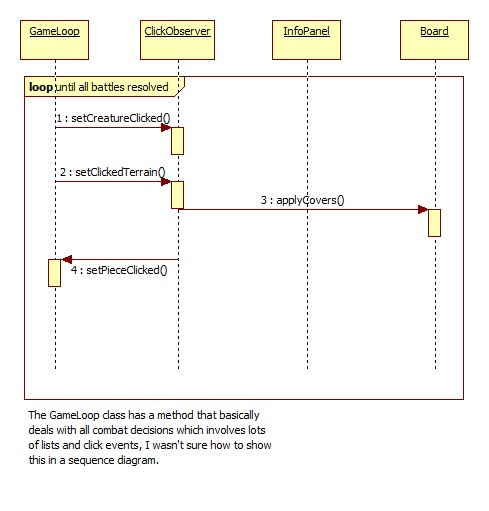 GameLoop ClickObserver InfoPanel Board
loop until all battles resolved
1 : setCreatureClicked()
2 : setClickedTerrain()
3 : applyCovers()
4 : setPieceClicked()
The GameLoop class has a method that basically
deals with all combat decisions which involves lots
of lists and click events, I wasn't sure how to show
this in a sequence diagram.